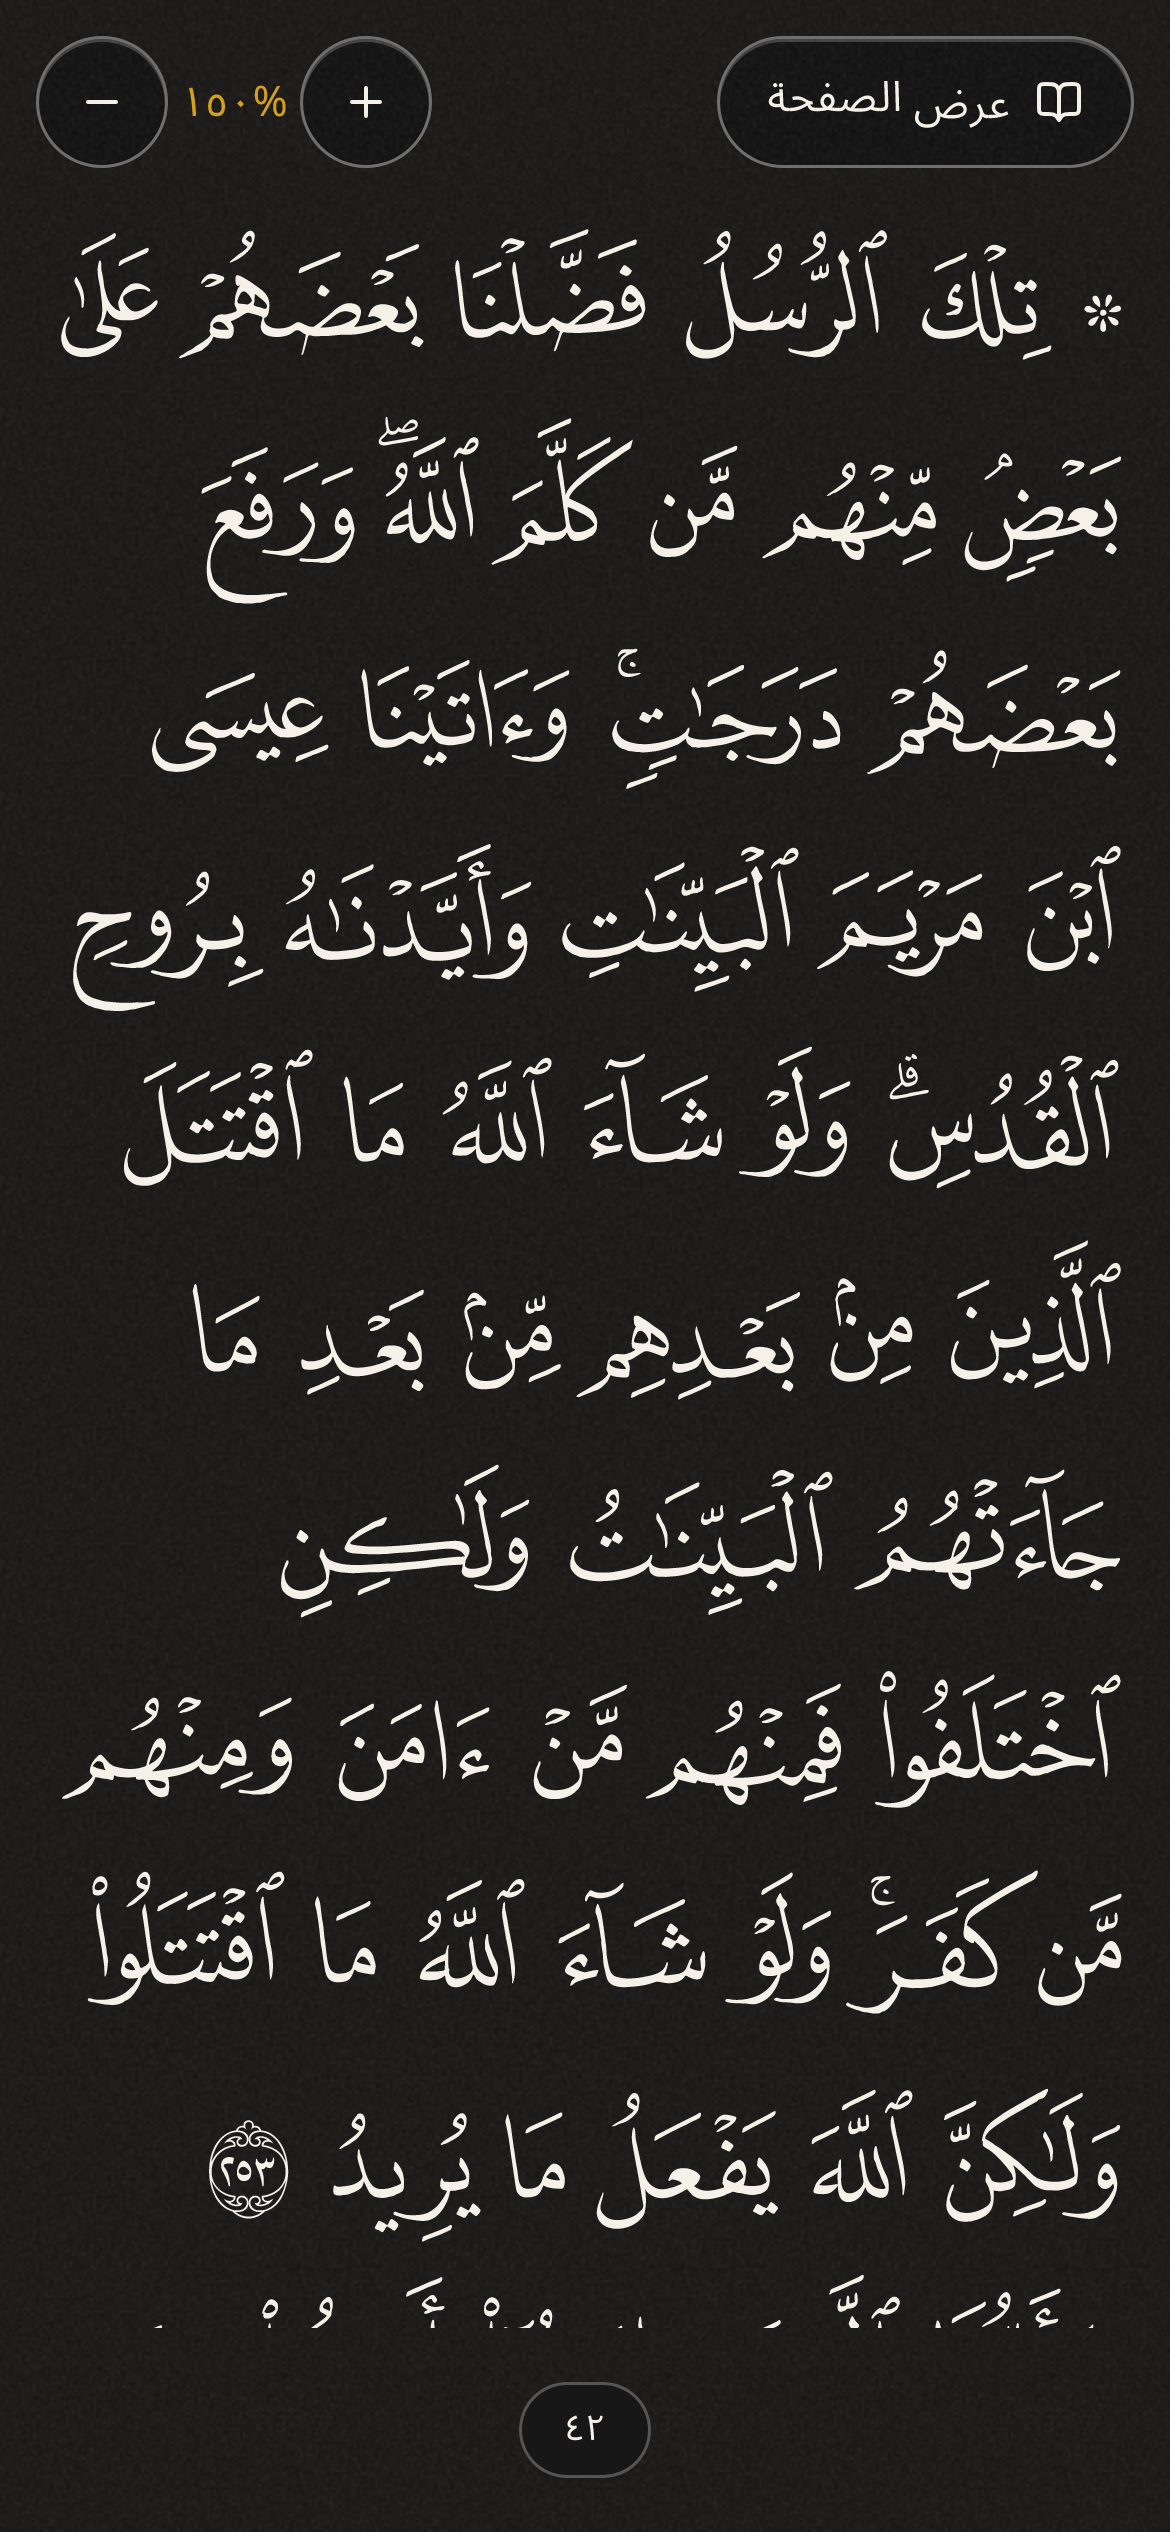 عرض الصفحة
+ ١٥٠% −
۞ تِلْكَ ٱلرُّسُلُ فَضَّلْنَا بَعْضَهُمْ عَلَىٰ
بَعْضٍۢ مِّنْهُم مَّن كَلَّمَ ٱللَّهُ ۖ وَرَفَعَ
بَعْضَهُمْ دَرَجَـٰتٍۢ ۚ وَءَاتَيْنَا عِيسَى
ٱبْنَ مَرْيَمَ ٱلْبَيِّنَـٰتِ وَأَيَّدْنَـٰهُ بِرُوحِ
ٱلْقُدُسِ ۗ وَلَوْ شَآءَ ٱللَّهُ مَا ٱقْتَتَلَ
ٱلَّذِينَ مِنۢ بَعْدِهِم مِّنۢ بَعْدِ مَا
جَآءَتْهُمُ ٱلْبَيِّنَـٰتُ وَلَـٰكِنِ
ٱخْتَلَفُوا۟ فَمِنْهُم مَّنْ ءَامَنَ وَمِنْهُم
مَّن كَفَرَ ۚ وَلَوْ شَآءَ ٱللَّهُ مَا ٱقْتَتَلُوا۟
وَلَـٰكِنَّ ٱللَّهَ يَفْعَلُ مَا يُرِيدُ ٢٥٣
٤٢